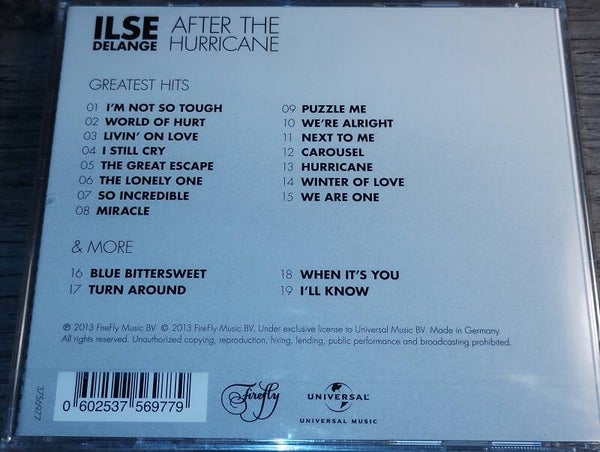 ILSE DELANGE
AFTER THE HURRICANE
GREATEST HITS
01 I'M NOT SO TOUGH
02 WORLD OF HURT
03 LIVIN' ON LOVE
04 I STILL CRY
05 THE GREAT ESCAPE
06 THE LONELY ONE
07 SO INCREDIBLE
08 MIRACLE
09 PUZZLE ME
10 WE'RE ALRIGHT
11 NEXT TO ME
12 CAROUSEL
13 HURRICANE
14 WINTER OF LOVE
15 WE ARE ONE
& MORE
16 BLUE BITTERSWEET
17 TURN AROUND
18 WHEN IT'S YOU
19 I'LL KNOW
℗ 2013 FireFly Music BV. © 2013 FireFly Music BV. Under exclusive license to Universal Music BV. Made in Germany.
All rights reserved. Unauthorized copying, reproduction, hiring, lending, public performance and broadcasting prohibited.
3756977
0 602537 569779
Firefly
UNIVERSAL
UNIVERSAL MUSIC